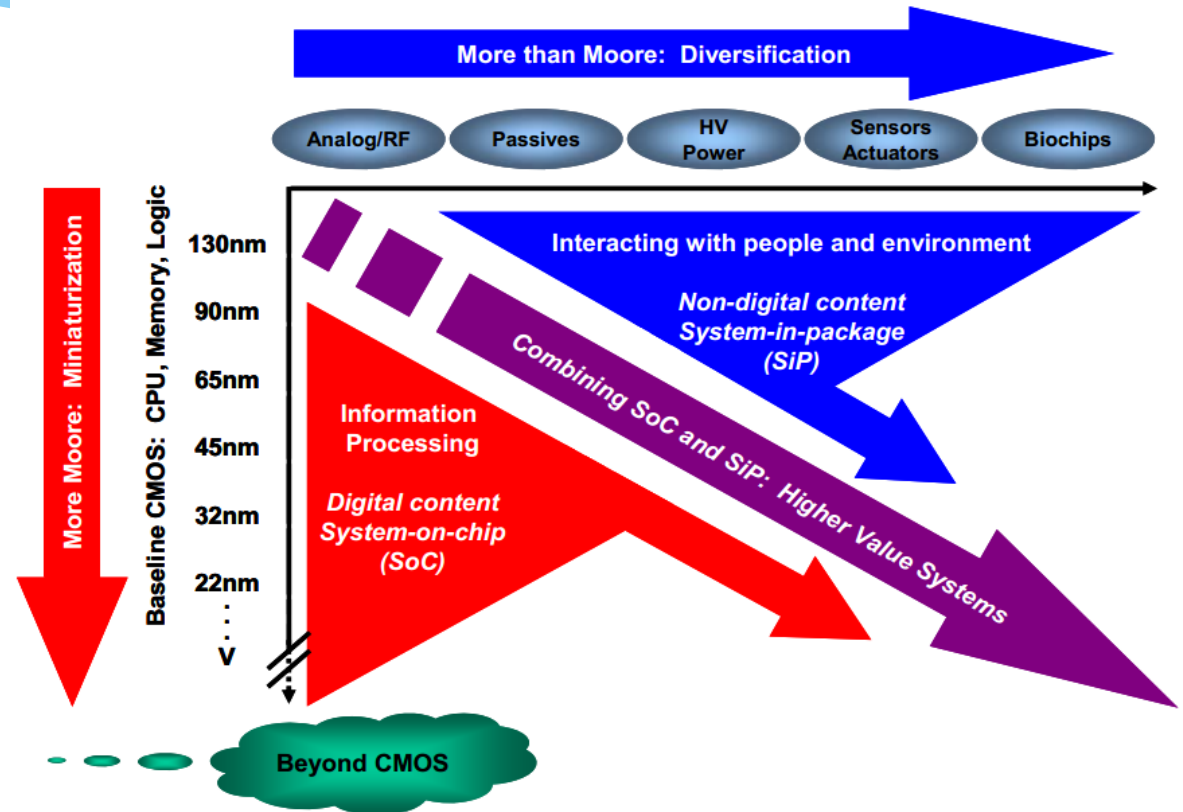 More than Moore: Diversification
Analog/RF
Passives
HV
Power
Sensors
Actuators
Biochips
More Moore: Miniaturization
Baseline CMOS: CPU, Memory, Logic
130nm
90nm
65nm
45nm
32nm
22nm
.
.
.
V
Interacting with people and environment
Non-digital content
System-in-package
(SiP)
Combining SoC and SiP: Higher Value Systems
Information
Processing
Digital content
System-on-chip
(SoC)
Beyond CMOS